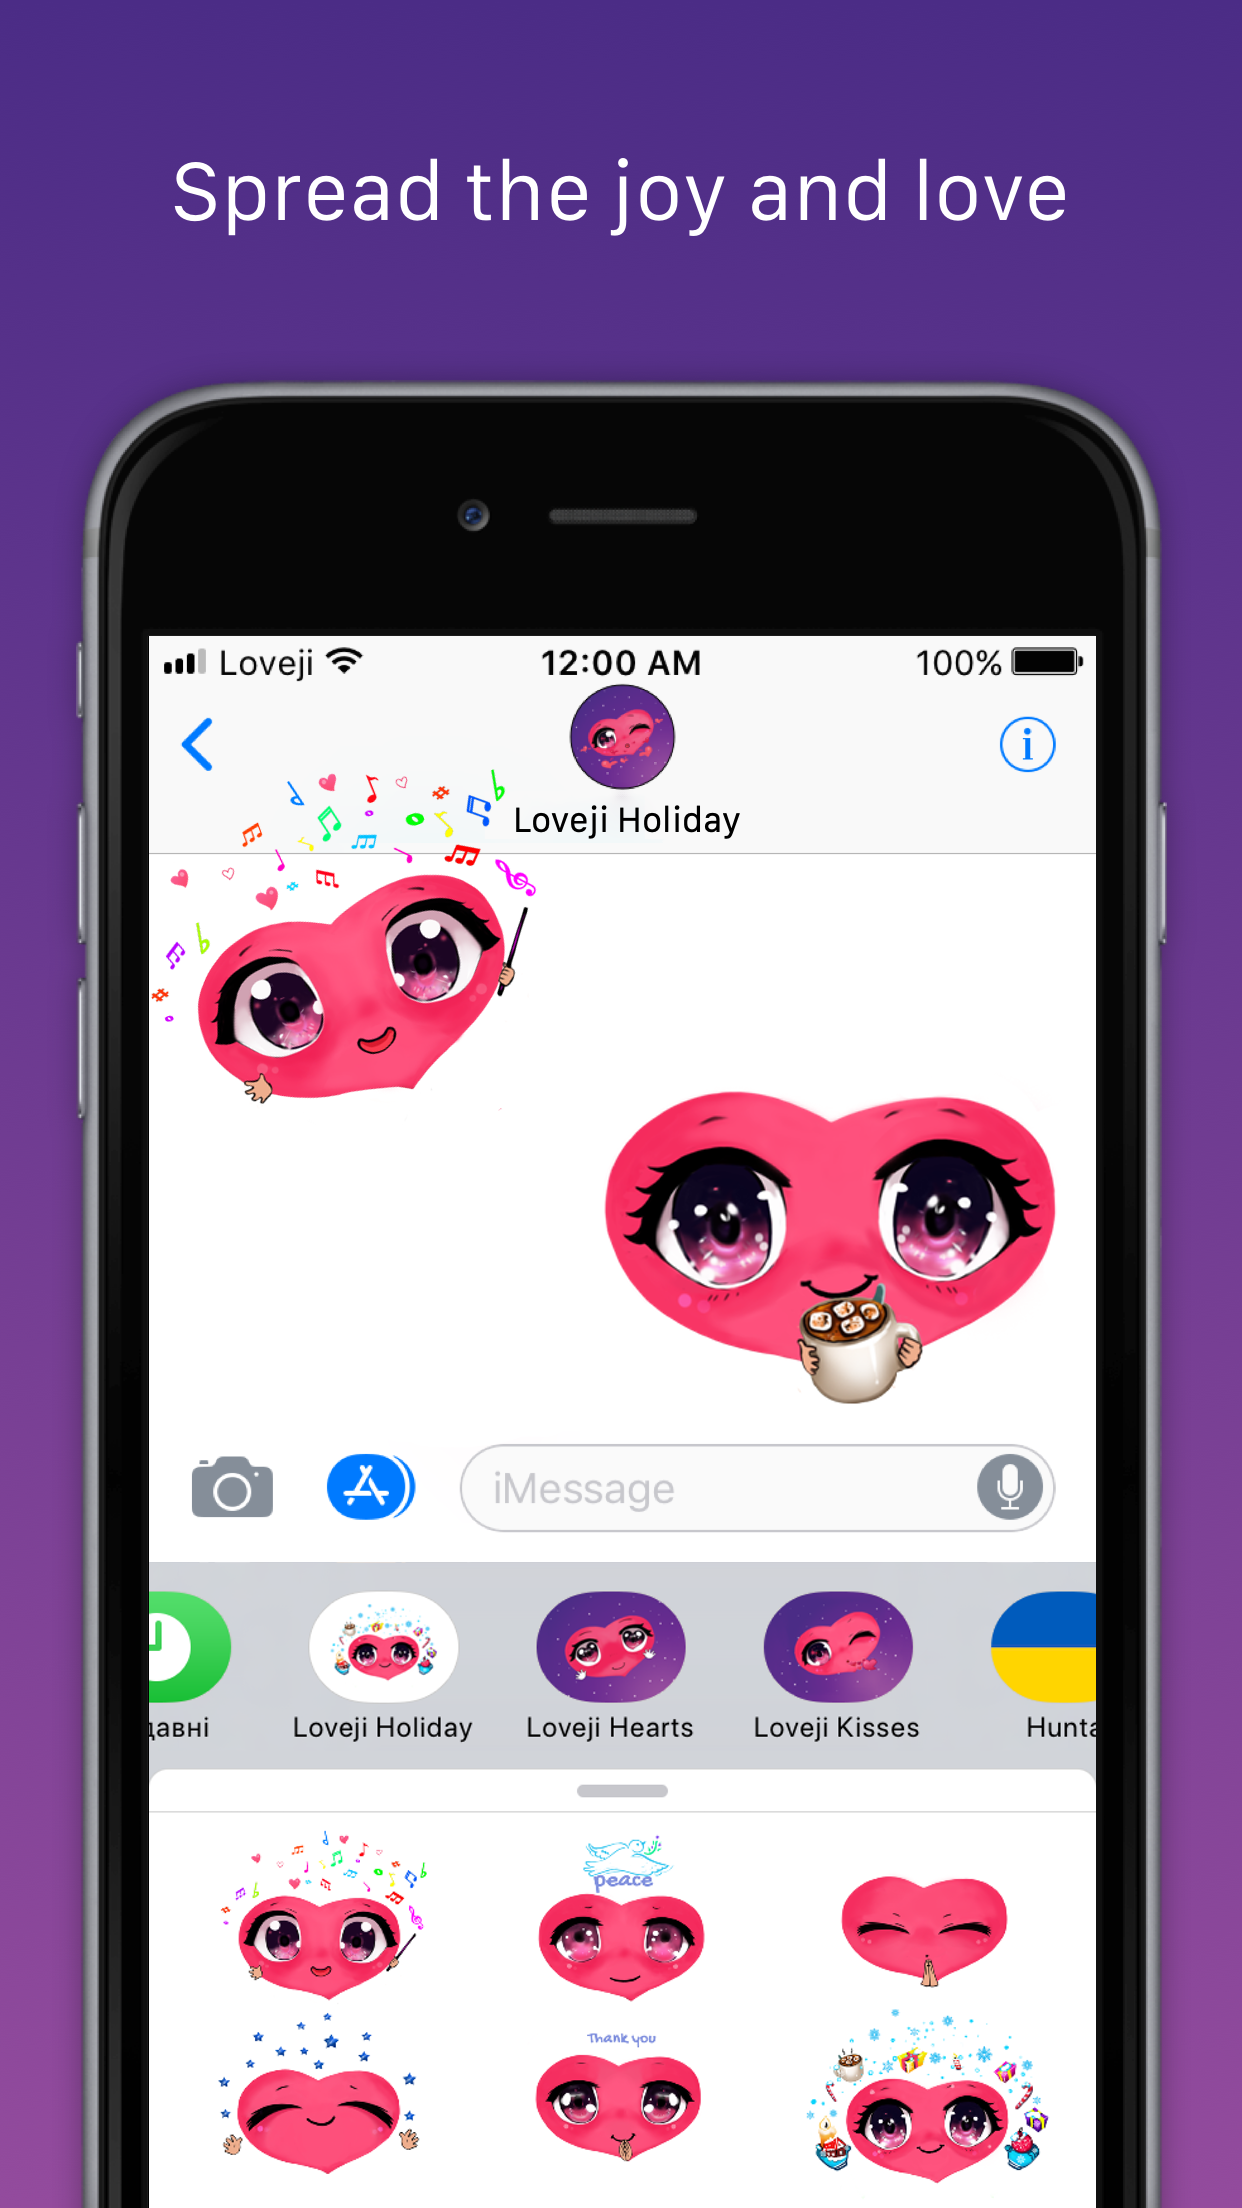 Spread the joy and love
Loveji
12:00 AM
100%
Loveji Holiday
iMessage
давні
Loveji Holiday
Loveji Hearts
Loveji Kisses
Hunta
peace
Thank you